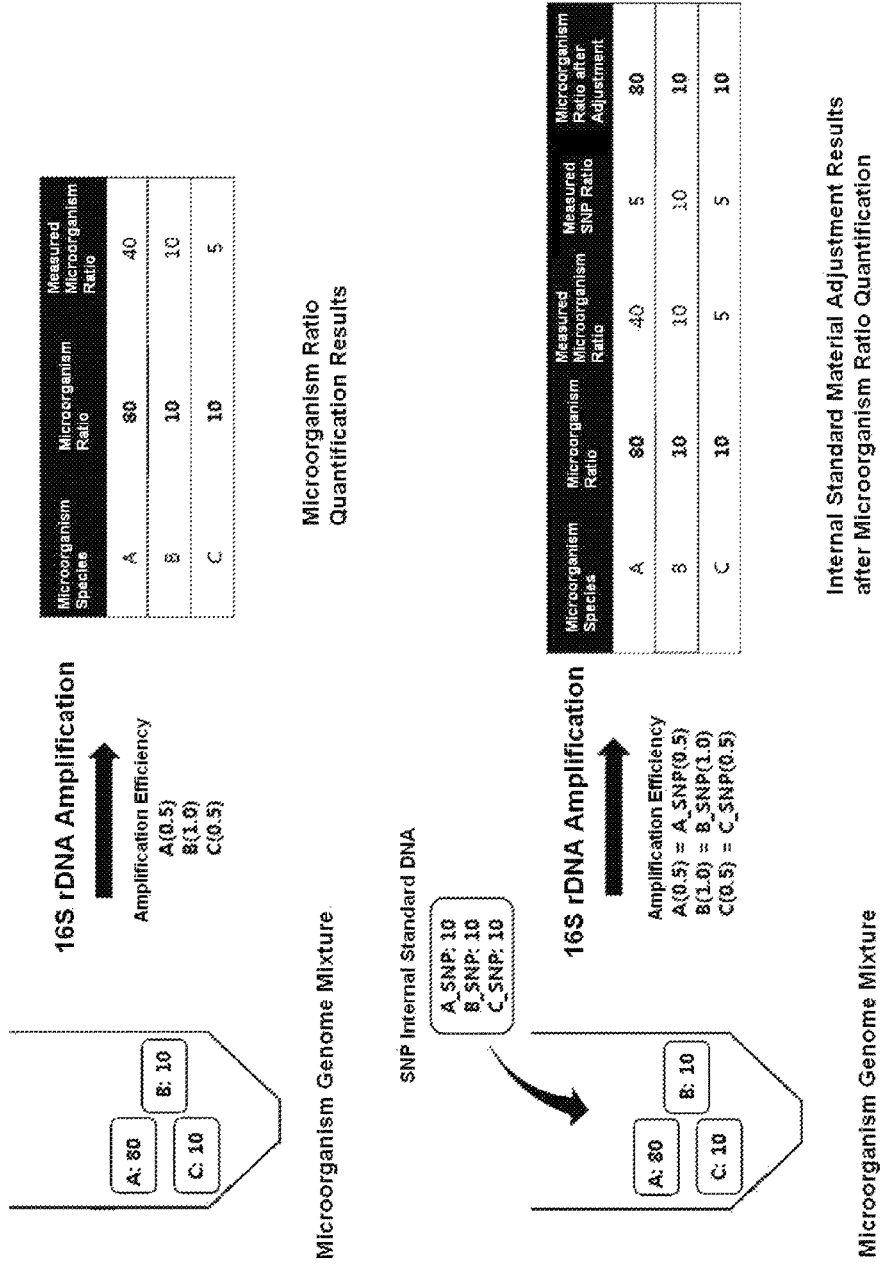 A: 80
B: 10
C: 10
Microorganism Genome Mixture
16S rDNA Amplification
Amplification Efficiency
A(0.5)
B(1.0)
C(0.5)
Microorganism
Species
Microorganism
Ratio
Measured
Microorganism
Ratio
A 80 40
B 10 10
C 10 5
Microorganism Ratio
Quantification Results
SNP Internal Standard DNA
A_SNP: 10
B_SNP: 10
C_SNP: 10
A: 80
B: 10
C: 10
Microorganism Genome Mixture
16S rDNA Amplification
Amplification Efficiency
A(0.5) = A_SNP(0.5)
B(1.0) = B_SNP(1.0)
C(0.5) = C_SNP(0.5)
Microorganism
Species
Microorganism
Ratio
Measured
Microorganism
Ratio
Measured
SNP Ratio
Microorganism
Ratio after
Adjustment
A 80 40 5 80
B 10 10 10 10
C 10 5 5 10
Internal Standard Material Adjustment Results
after Microorganism Ratio Quantification